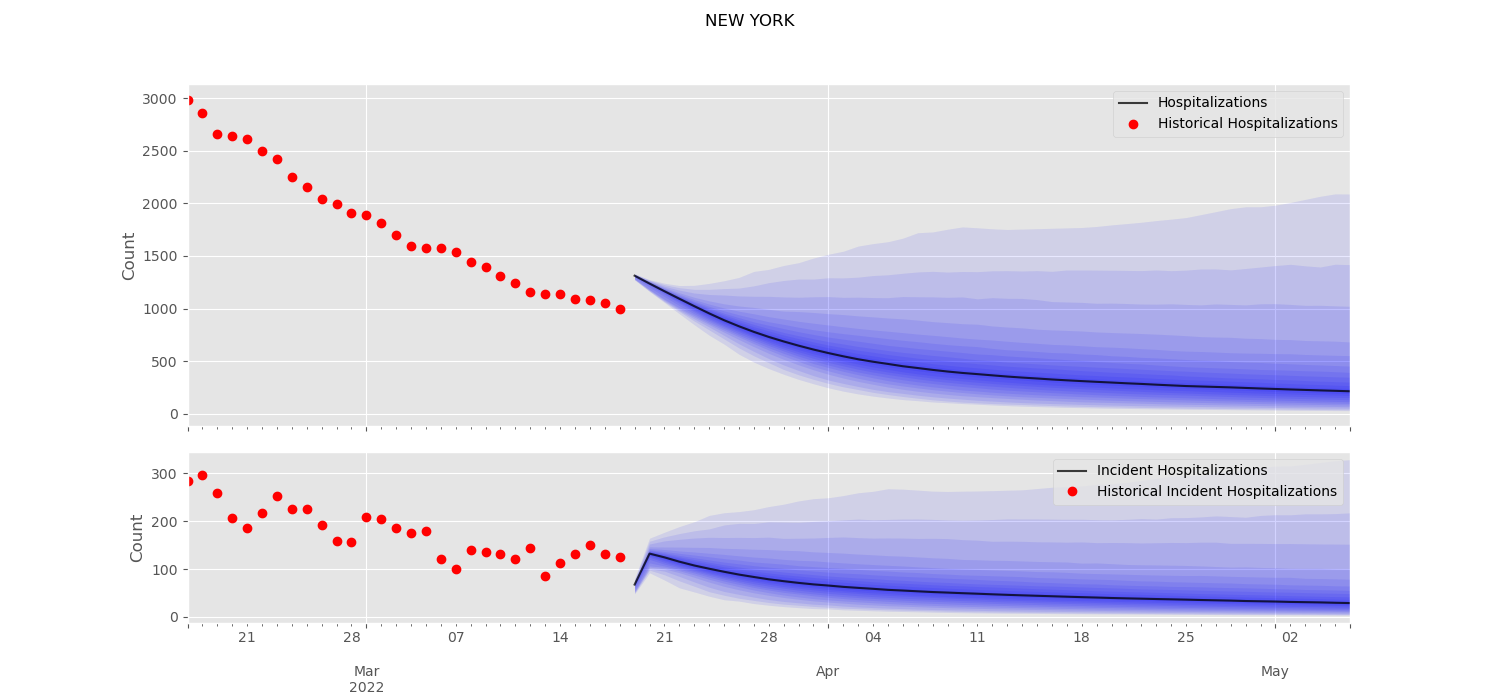 NEW YORK
Hospitalizations
Historical Hospitalizations
3000
2500
2000
1500
1000
500
0
Count
Incident Hospitalizations
Historical Incident Hospitalizations
300
200
100
0
Count
21 28 07 14 21 28 04 11 18 25 02
Mar Apr May
2022